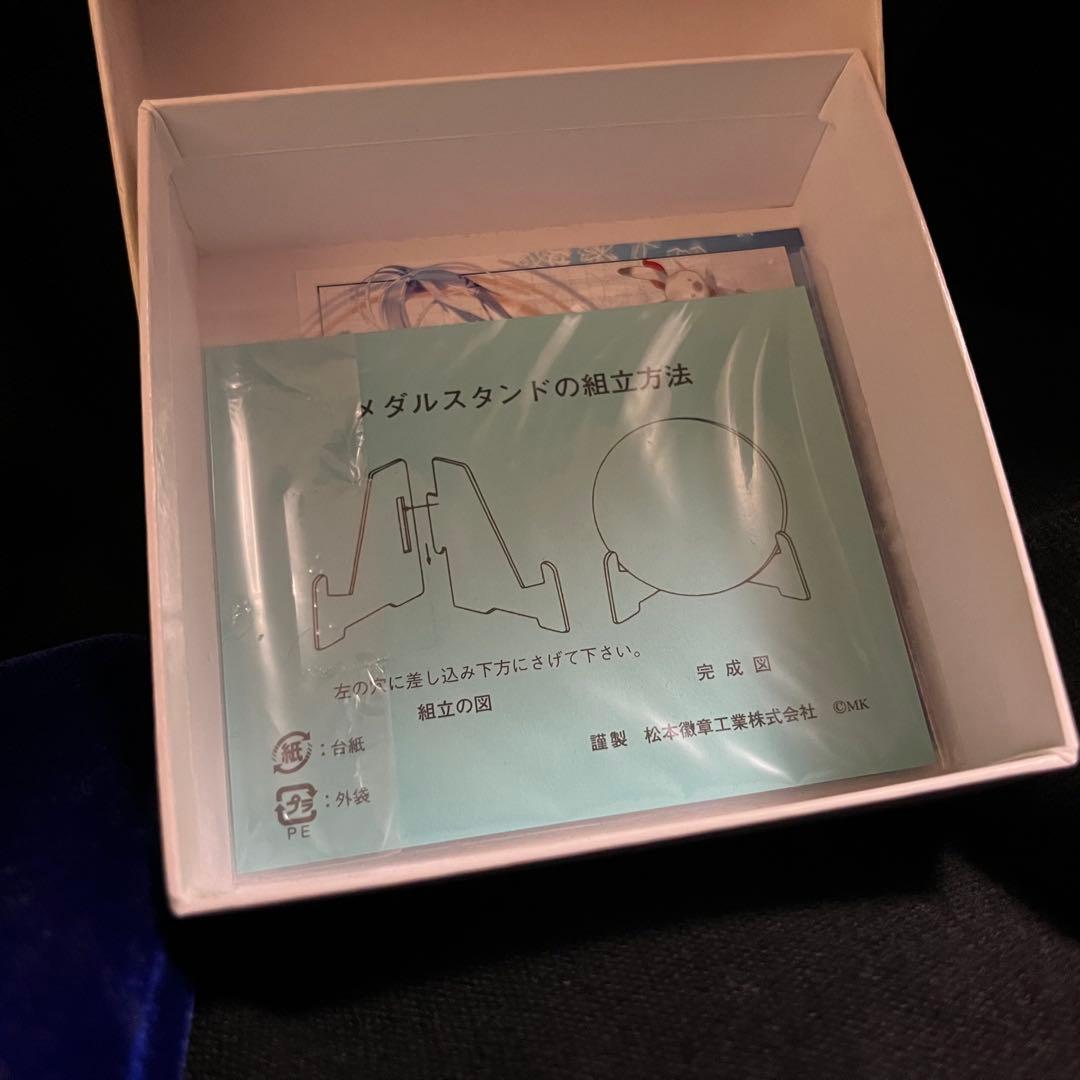 メダルスタンドの組立方法
左の穴に差し込み下方にさげて下さい。
組立の図
完成図
謹製 松本徽章工業株式会社 ©MK
紙:台紙
プラ:外袋
PE